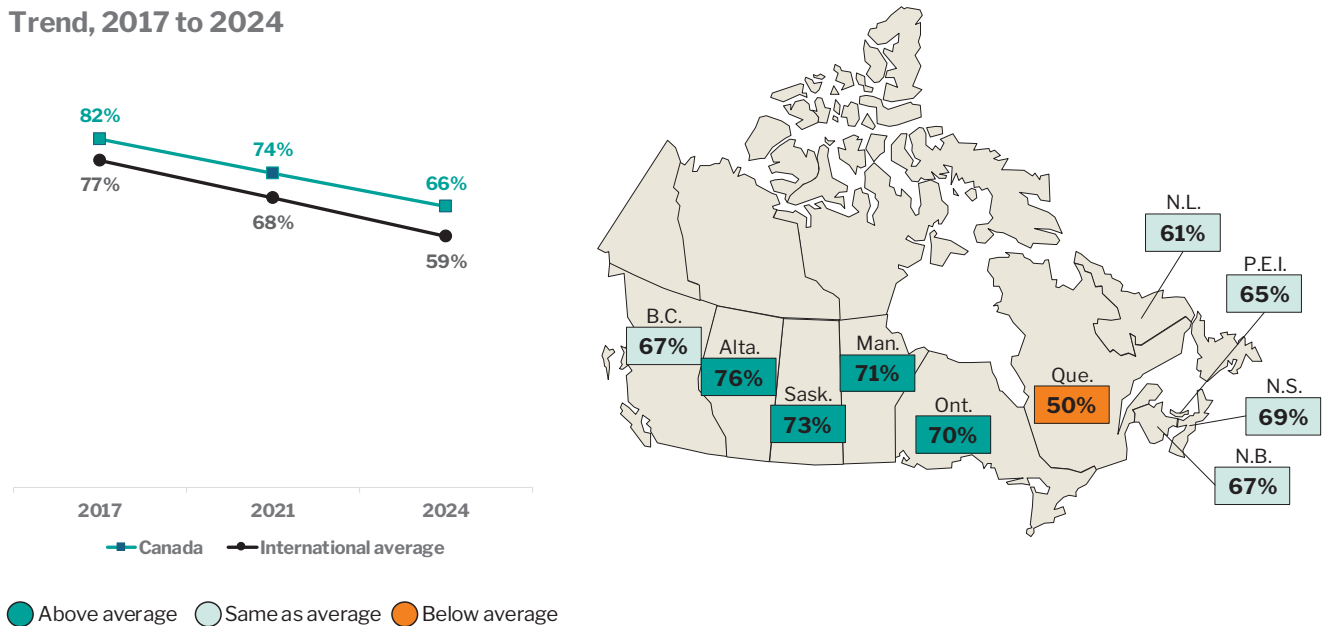 Trend, 2017 to 2024
82%
74%
66%
77%
68%
59%
2017 2021 2024
Canada International average
N.L.
61%
P.E.I.
65%
B.C.
67%
Alta.
76%
Sask.
73%
Man.
71%
Ont.
70%
Que.
50%
N.S.
69%
N.B.
67%
Above average Same as average Below average